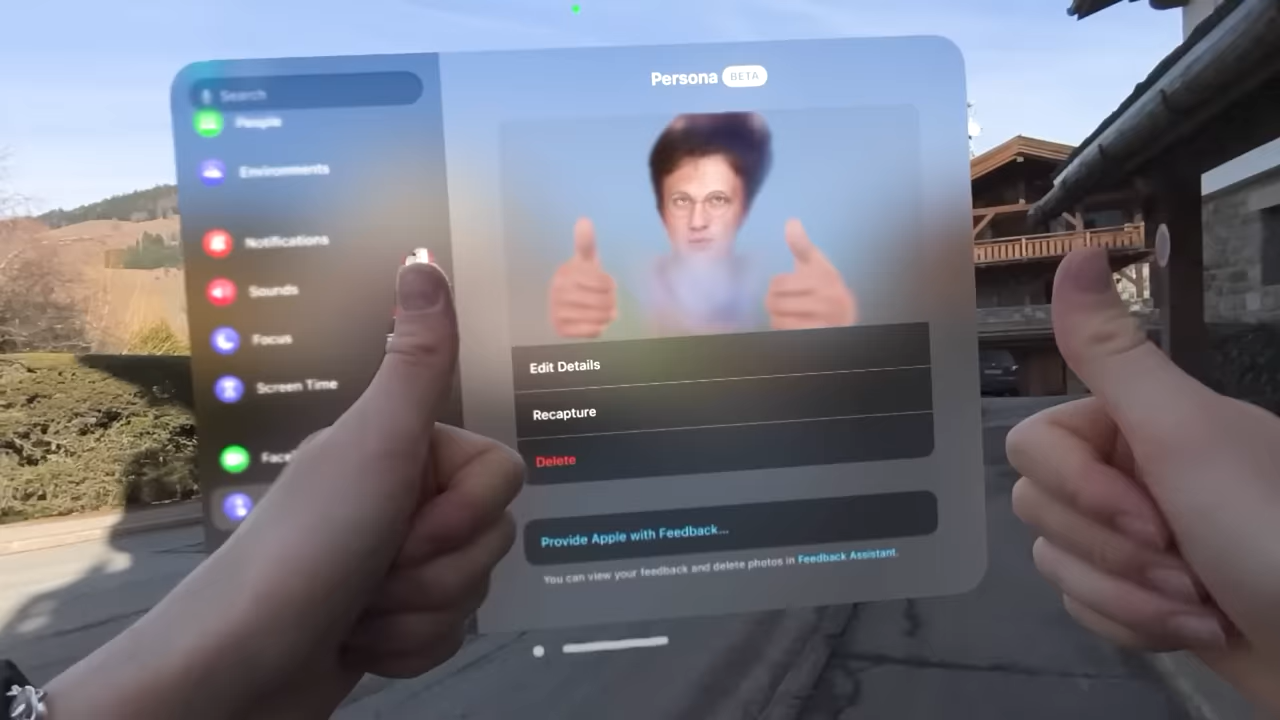 Search
People
Environments
Notifications
Sounds
Focus
Screen Time
Persona BETA
Edit Details
Recapture
Delete
Provide Apple with Feedback...
You can view your feedback and delete photos in Feedback Assistant.